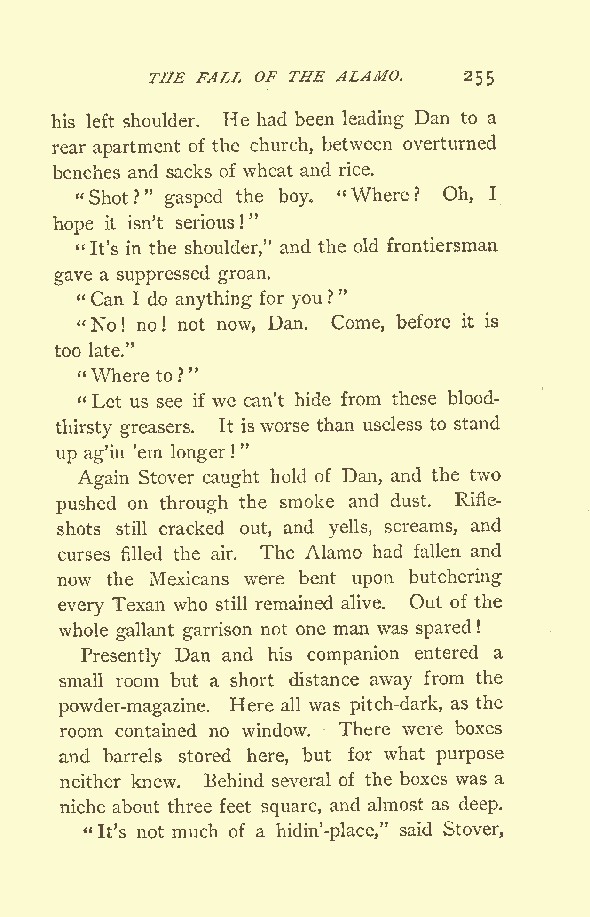 THE FALL OF THE ALAMO. 255
his left shoulder. He had been leading Dan to a
rear apartment of the church, between overturned
benches and sacks of wheat and rice.
“Shot?” gasped the boy. “Where? Oh, I
hope it isn't serious!”
“It's in the shoulder,” and the old frontiersman
gave a suppressed groan.
“Can I do anything for you?”
“No! no! not now, Dan. Come, before it is
too late.”
“Where to?”
“Let us see if we can't hide from these blood-
thirsty greasers. It is worse than useless to stand
up ag'in 'em longer!”
Again Stover caught hold of Dan, and the two
pushed on through the smoke and dust. Rifle-
shots still cracked out, and yells, screams, and
curses filled the air. The Alamo had fallen and
now the Mexicans were bent upon butchering
every Texan who still remained alive. Out of the
whole gallant garrison not one man was spared!
Presently Dan and his companion entered a
small room but a short distance away from the
powder-magazine. Here all was pitch-dark, as the
room contained no window. There were boxes
and barrels stored here, but for what purpose
neither knew. Behind several of the boxes was a
niche about three feet square, and almost as deep.
“It's not much of a hidin'-place,” said Stover,